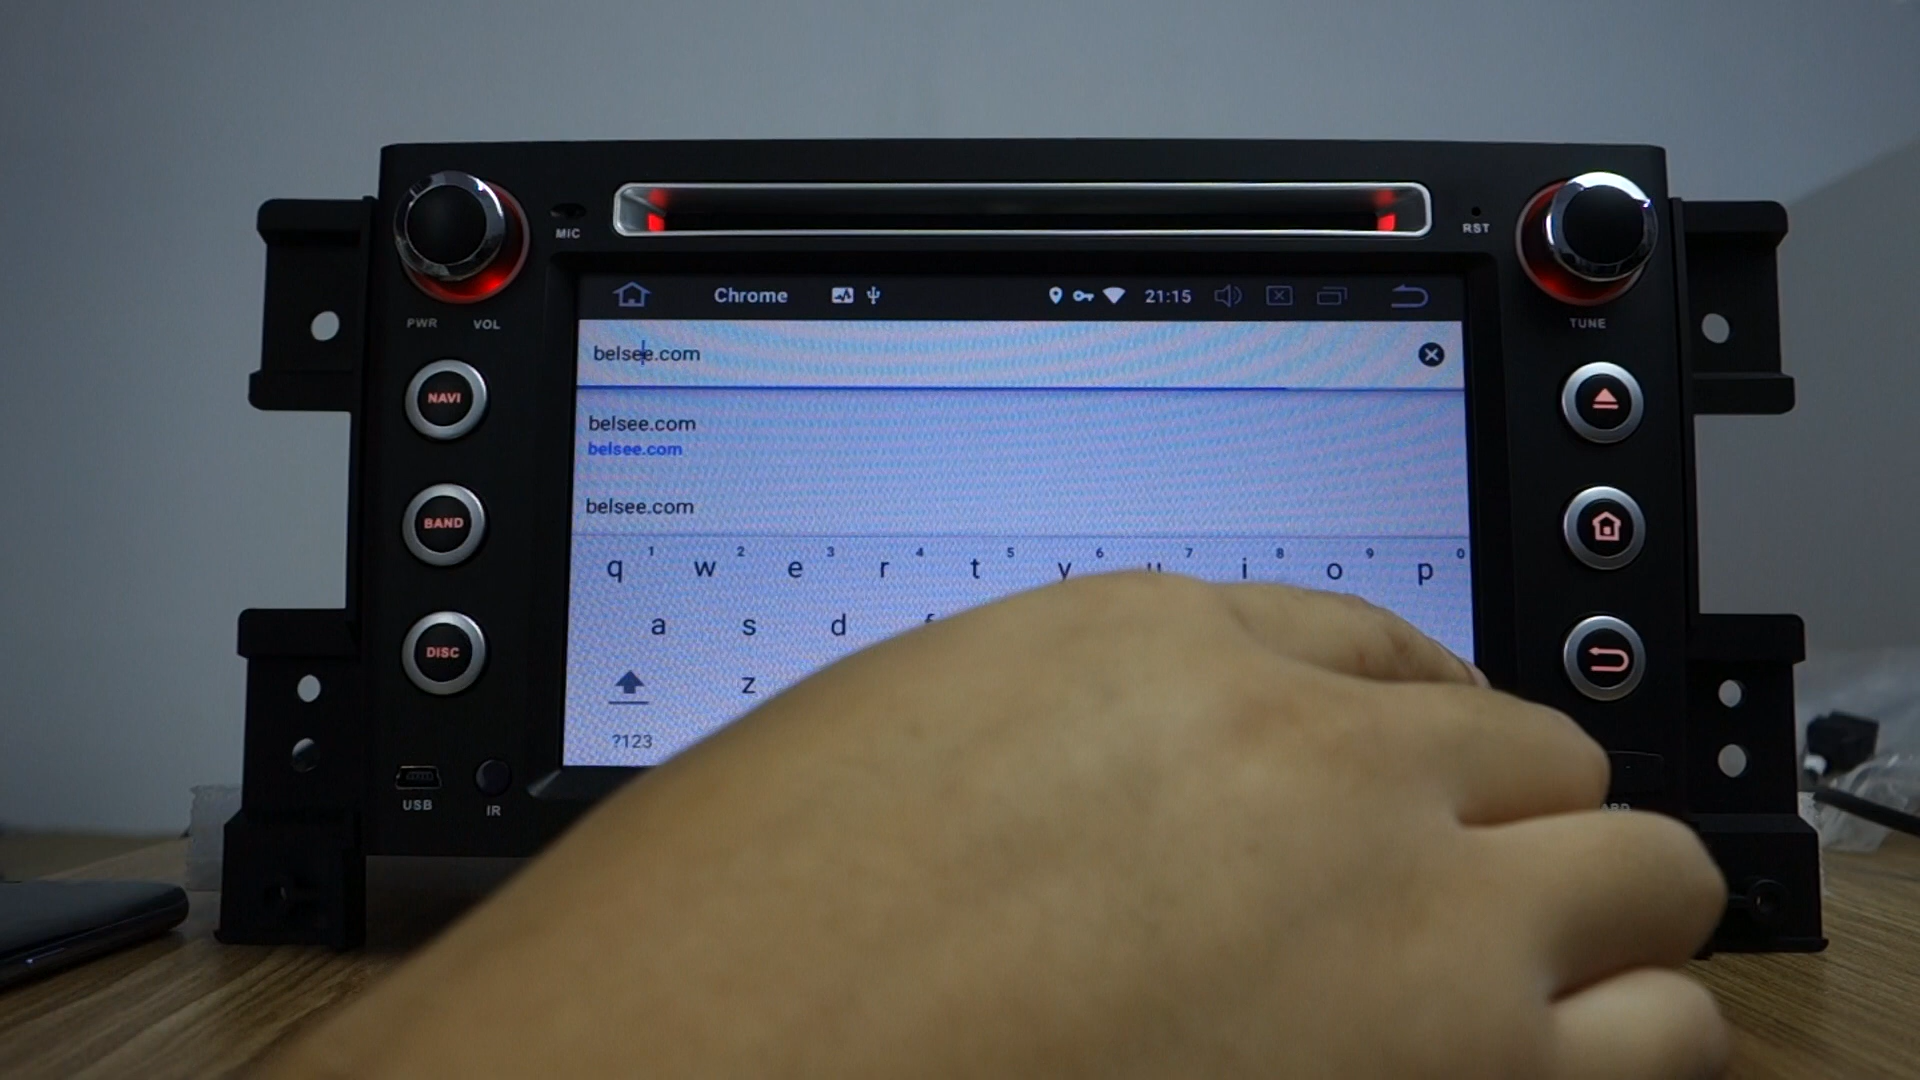 MIC
RST
PWR VOL
TUNE
Chrome
21:15
belsee.com
NAVI
belsee.com
belsee.com
belsee.com
BAND
1 2 3 4 5 6 7 8 9 0
q w e r t y u i o p
a s d
DISC
z
?123
USB
IR